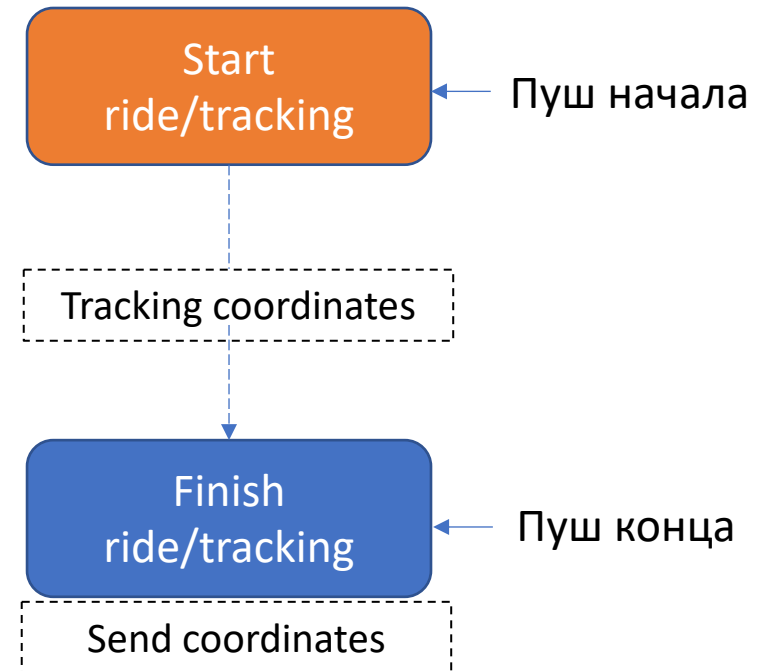 Start
ride/tracking
Пуш начала
Tracking coordinates
Finish
ride/tracking
Пуш конца
Send coordinates